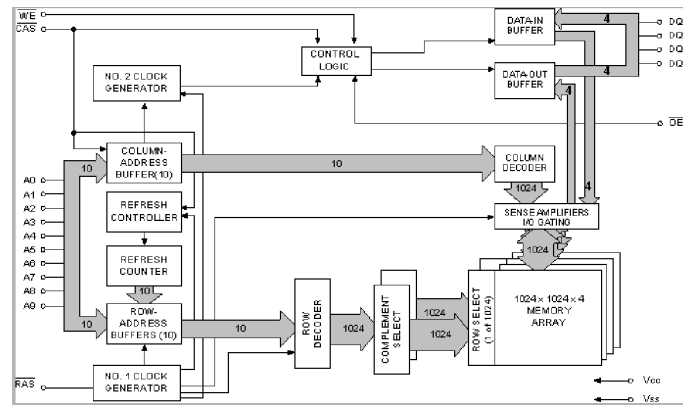 WE
CAS
DATA-IN
BUFFER
4
DQ
DQ
DQ
DQ
CONTROL
LOGIC
NO. 2 CLOCK
GENERATOR
DATA-OUT
BUFFER
4
4
OE
COLUMN-
ADDRESS
BUFFER(10)
10
10
COLUMN
DECODER
1024
4
A0
A1
A2
A3
A4
A5
A6
A7
A8
A9
REFRESH
CONTROLLER
SENSE AMPLIFIERS
I/O GATING
1024
REFRESH
COUNTER
10
10
ROW-
ADDRESS
BUFFERS (10)
10
ROW
DECODER
1024
COMPLEMENT
SELECT
1024
1024
ROW SELECT
(1 of 1024)
1024 x 1024 x 4
MEMORY
ARRAY
RAS
NO. 1 CLOCK
GENERATOR
Vcc
Vss